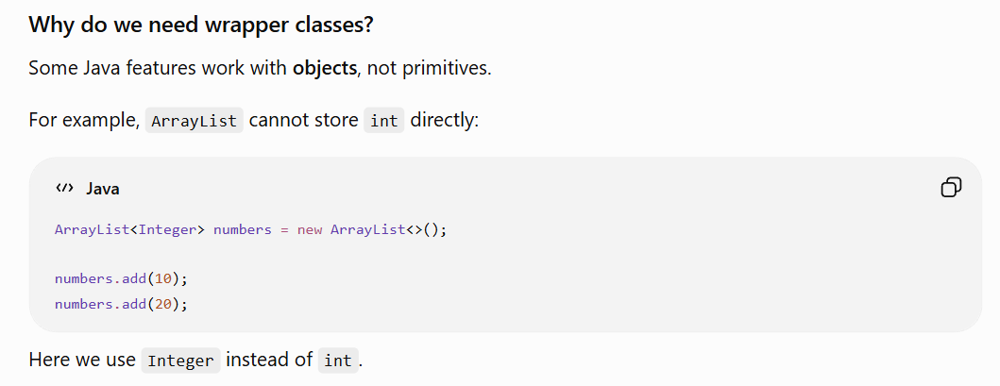 Why do we need wrapper classes?
Some Java features work with objects, not primitives.
For example, ArrayList cannot store int directly:
Java
ArrayList<Integer> numbers = new ArrayList<>();
numbers.add(10);
numbers.add(20);
Here we use Integer instead of int.